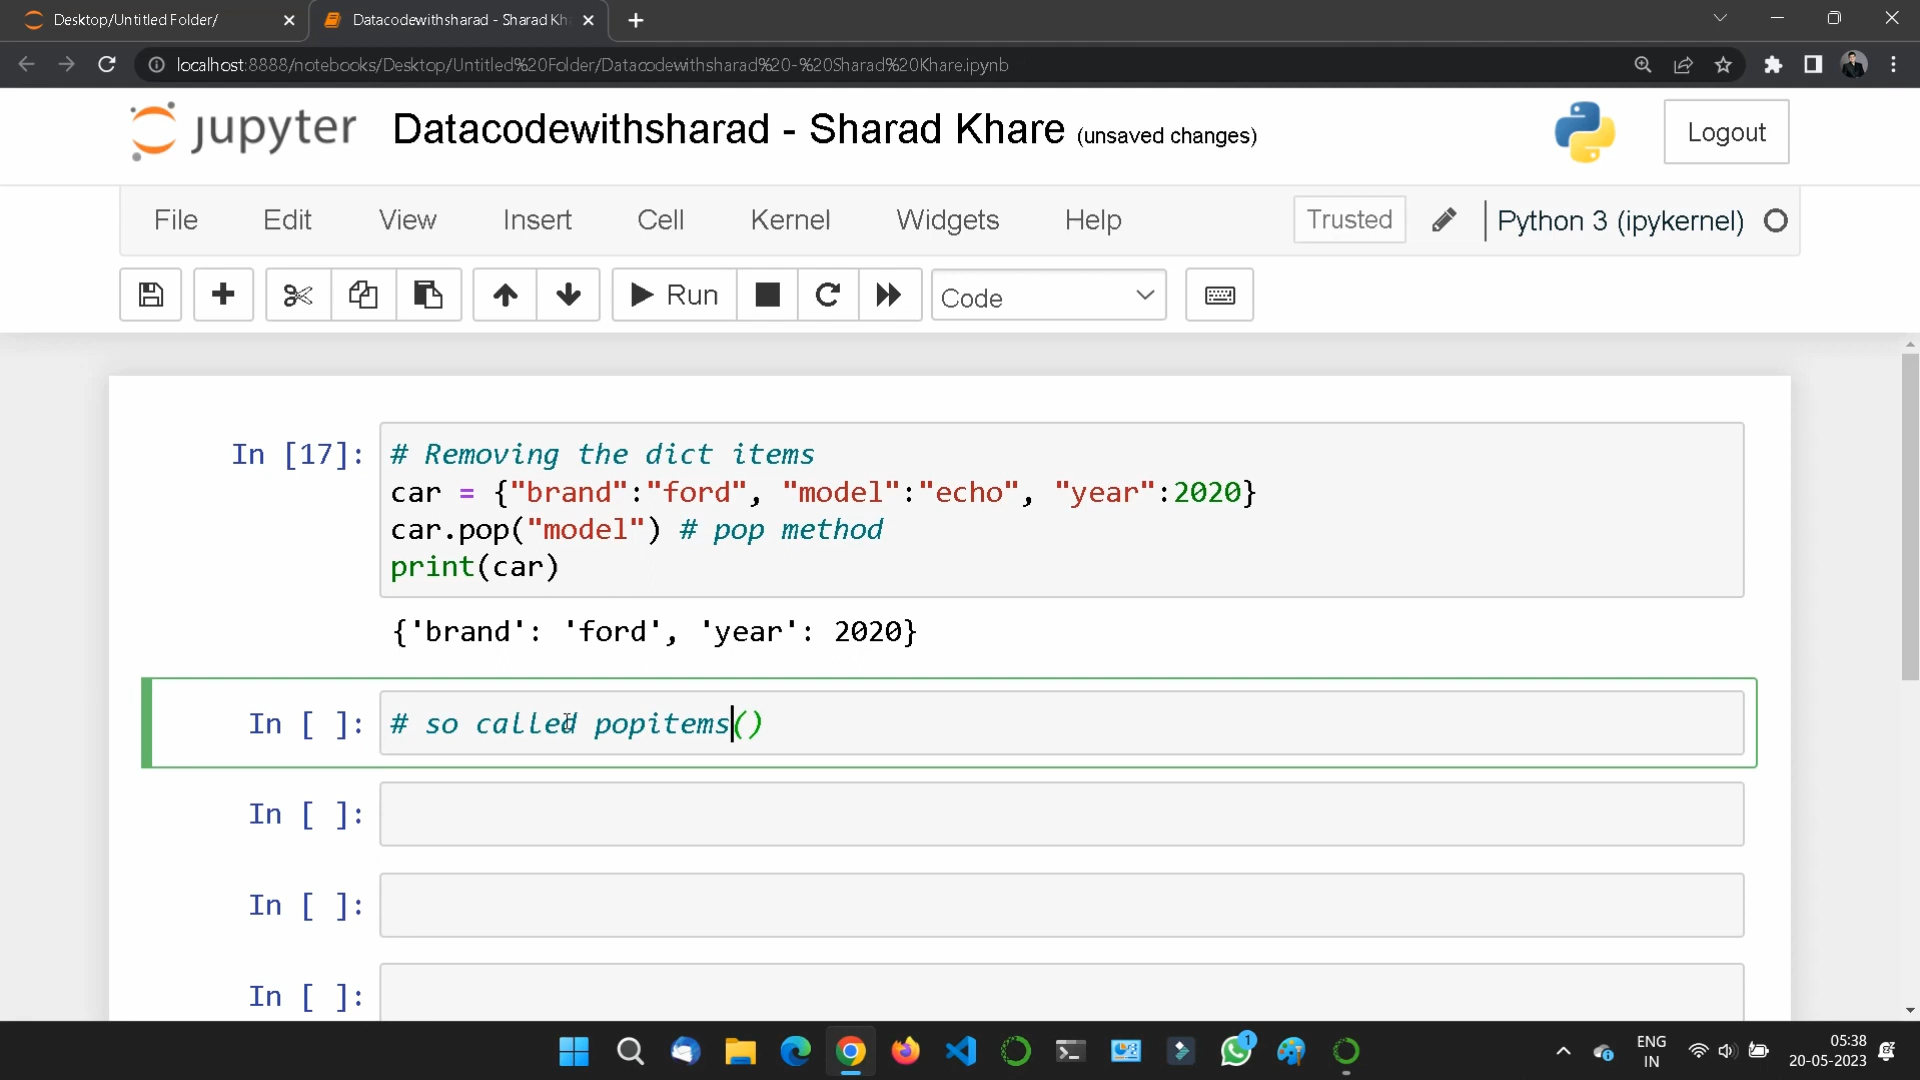 Desktop/Untitled Folder/
Datacodewithsharad - Sharad Kh
localhost:8888/notebooks/Desktop/Untitled%20Folder/Datacodewithsharad%20-%20Sharad%20Khare.ipynb
jupyter Datacodewithsharad - Sharad Khare (unsaved changes)
Logout
File Edit View Insert Cell Kernel Widgets Help
Trusted
Python 3 (ipykernel)
Run
Code
In [17]: # Removing the dict items
car = {"brand":"ford", "model":"echo", "year":2020}
car.pop("model") # pop method
print(car)
{'brand': 'ford', 'year': 2020}
In [ ]: # so called popitems()
In [ ]:
In [ ]:
In [ ]:
1
ENG
IN
05:38
20-05-2023